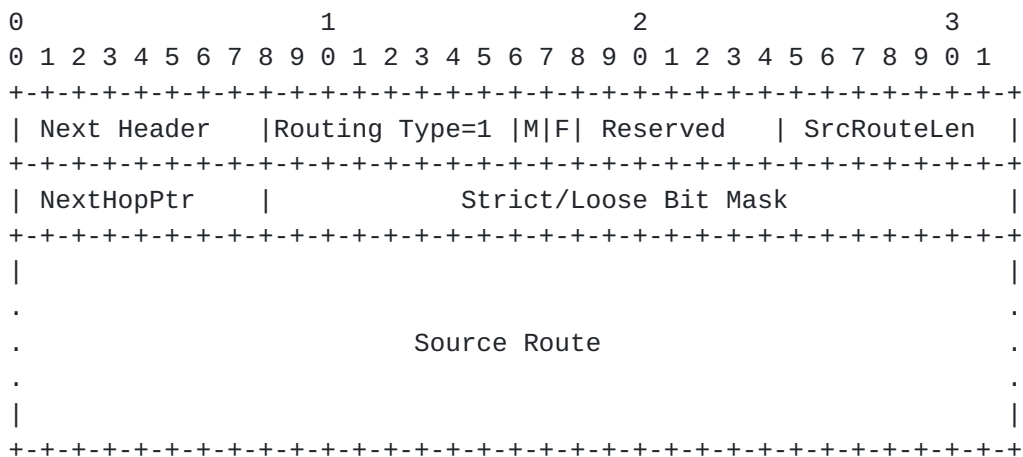 0                   1                   2                   3
0 1 2 3 4 5 6 7 8 9 0 1 2 3 4 5 6 7 8 9 0 1 2 3 4 5 6 7 8 9 0 1
+-+-+-+-+-+-+-+-+-+-+-+-+-+-+-+-+-+-+-+-+-+-+-+-+-+-+-+-+-+-+-+-+
| Next Header   |Routing Type=1 |M|F| Reserved   | SrcRouteLen  |
+-+-+-+-+-+-+-+-+-+-+-+-+-+-+-+-+-+-+-+-+-+-+-+-+-+-+-+-+-+-+-+-+
| NextHopPtr    |            Strict/Loose Bit Mask              |
+-+-+-+-+-+-+-+-+-+-+-+-+-+-+-+-+-+-+-+-+-+-+-+-+-+-+-+-+-+-+-+-+
|                                                               |
.                                                               .
.                         Source Route                          .
.                                                               .
|                                                               |
+-+-+-+-+-+-+-+-+-+-+-+-+-+-+-+-+-+-+-+-+-+-+-+-+-+-+-+-+-+-+-+-+